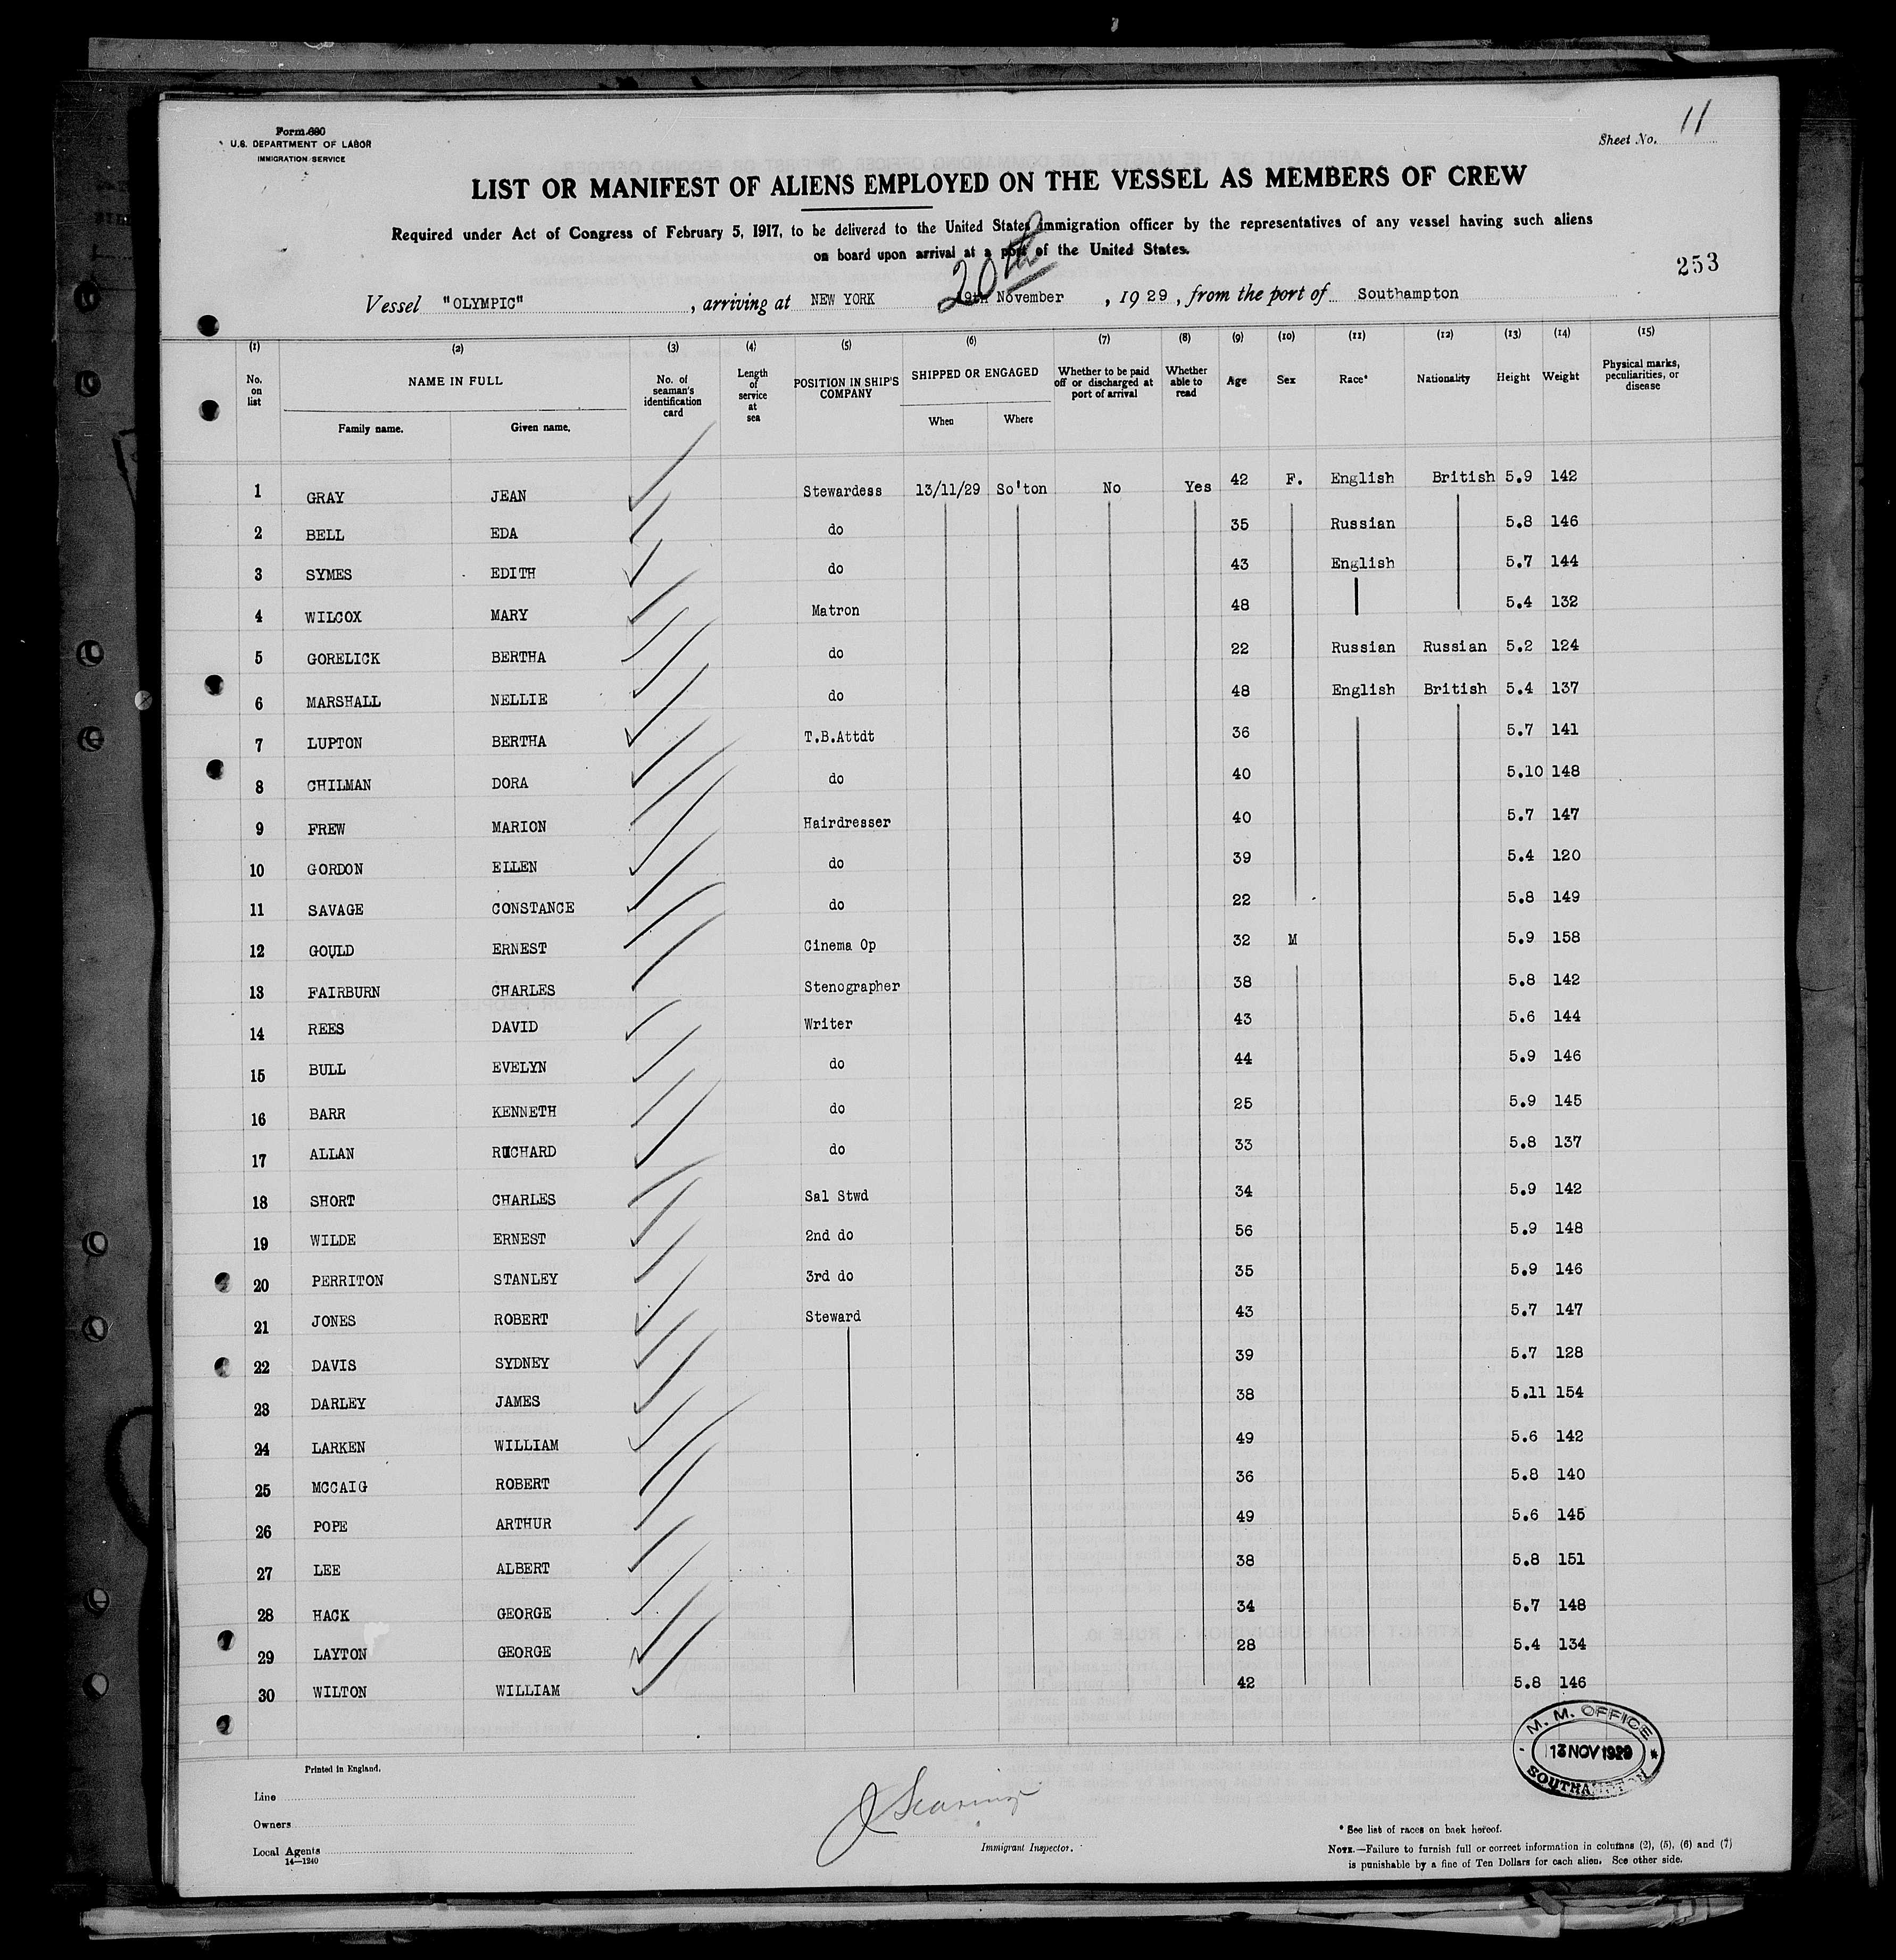 Form 680
U.S. DEPARTMENT OF LABOR
IMMIGRATION SERVICE
Sheet No. 11
LIST OR MANIFEST OF ALIENS EMPLOYED ON THE VESSEL AS MEMBERS OF CREW
Required under Act of Congress of February 5, 1917, to be delivered to the United States immigration officer by the representatives of any vessel having such aliens
on board upon arrival at a port of the United States.
253
20th
Vessel "OLYMPIC", arriving at NEW YORK 19th November, 1929, from the port of Southampton
(1) (2) (3) (4) (5) (6) (7) (8) (9) (10) (11) (12) (13) (14) (15)
No. on list NAME IN FULL No. of seaman's identification card Length of service at sea POSITION IN SHIP'S COMPANY SHIPPED OR ENGAGED Whether to be paid off or discharged at port of arrival Whether able to read Age Sex Race* Nationality Height Weight Physical marks, peculiarities, or disease
Family name. Given name. When Where
1 GRAY JEAN Stewardess 13/11/29 So'ton No Yes 42 F. English British 5.9 142
2 BELL EDA do 35 Russian 5.8 146
3 SYMES EDITH do 43 English 5.7 144
4 WILCOX MARY Matron 48 5.4 132
5 GORELICK BERTHA do 22 Russian Russian 5.2 124
6 MARSHALL NELLIE do 48 English British 5.4 137
7 LUPTON BERTHA T.B.Attdt 36 5.7 141
8 CHILMAN DORA do 40 5.10 148
9 FREW MARION Hairdresser 40 5.7 147
10 GORDON ELLEN do 39 5.4 120
11 SAVAGE CONSTANCE do 22 5.8 149
12 GOULD ERNEST Cinema Op 32 M 5.9 158
13 FAIRBURN CHARLES Stenographer 38 5.8 142
14 REES DAVID Writer 43 5.6 144
15 BULL EVELYN do 44 5.9 146
16 BARR KENNETH do 25 5.9 145
17 ALLAN RICHARD do 33 5.8 137
18 SHORT CHARLES Sal Stwd 34 5.9 142
19 WILDE ERNEST 2nd do 56 5.9 148
20 PERRITON STANLEY 3rd do 35 5.9 146
21 JONES ROBERT Steward 43 5.7 147
22 DAVIS SYDNEY 39 5.7 128
23 DARLEY JAMES 38 5.11 154
24 LARKEN WILLIAM 49 5.6 142
25 MCCAIG ROBERT 36 5.8 140
26 POPE ARTHUR 49 5.6 145
27 LEE ALBERT 38 5.8 151
28 HACK GEORGE 34 5.7 148
29 LAYTON GEORGE 28 5.4 134
30 WILTON WILLIAM 42 5.8 146
M. M. OFFICE
13 NOV 1929
SOUTHAMPTON
Printed in England.
Line
Owners
Local Agents
14—1240
Immigrant Inspector.
* See list of races on back hereof.
NOTE.—Failure to furnish full or correct information in columns (2), (5), (6) and (7)
is punishable by a fine of Ten Dollars for each alien. See other side.